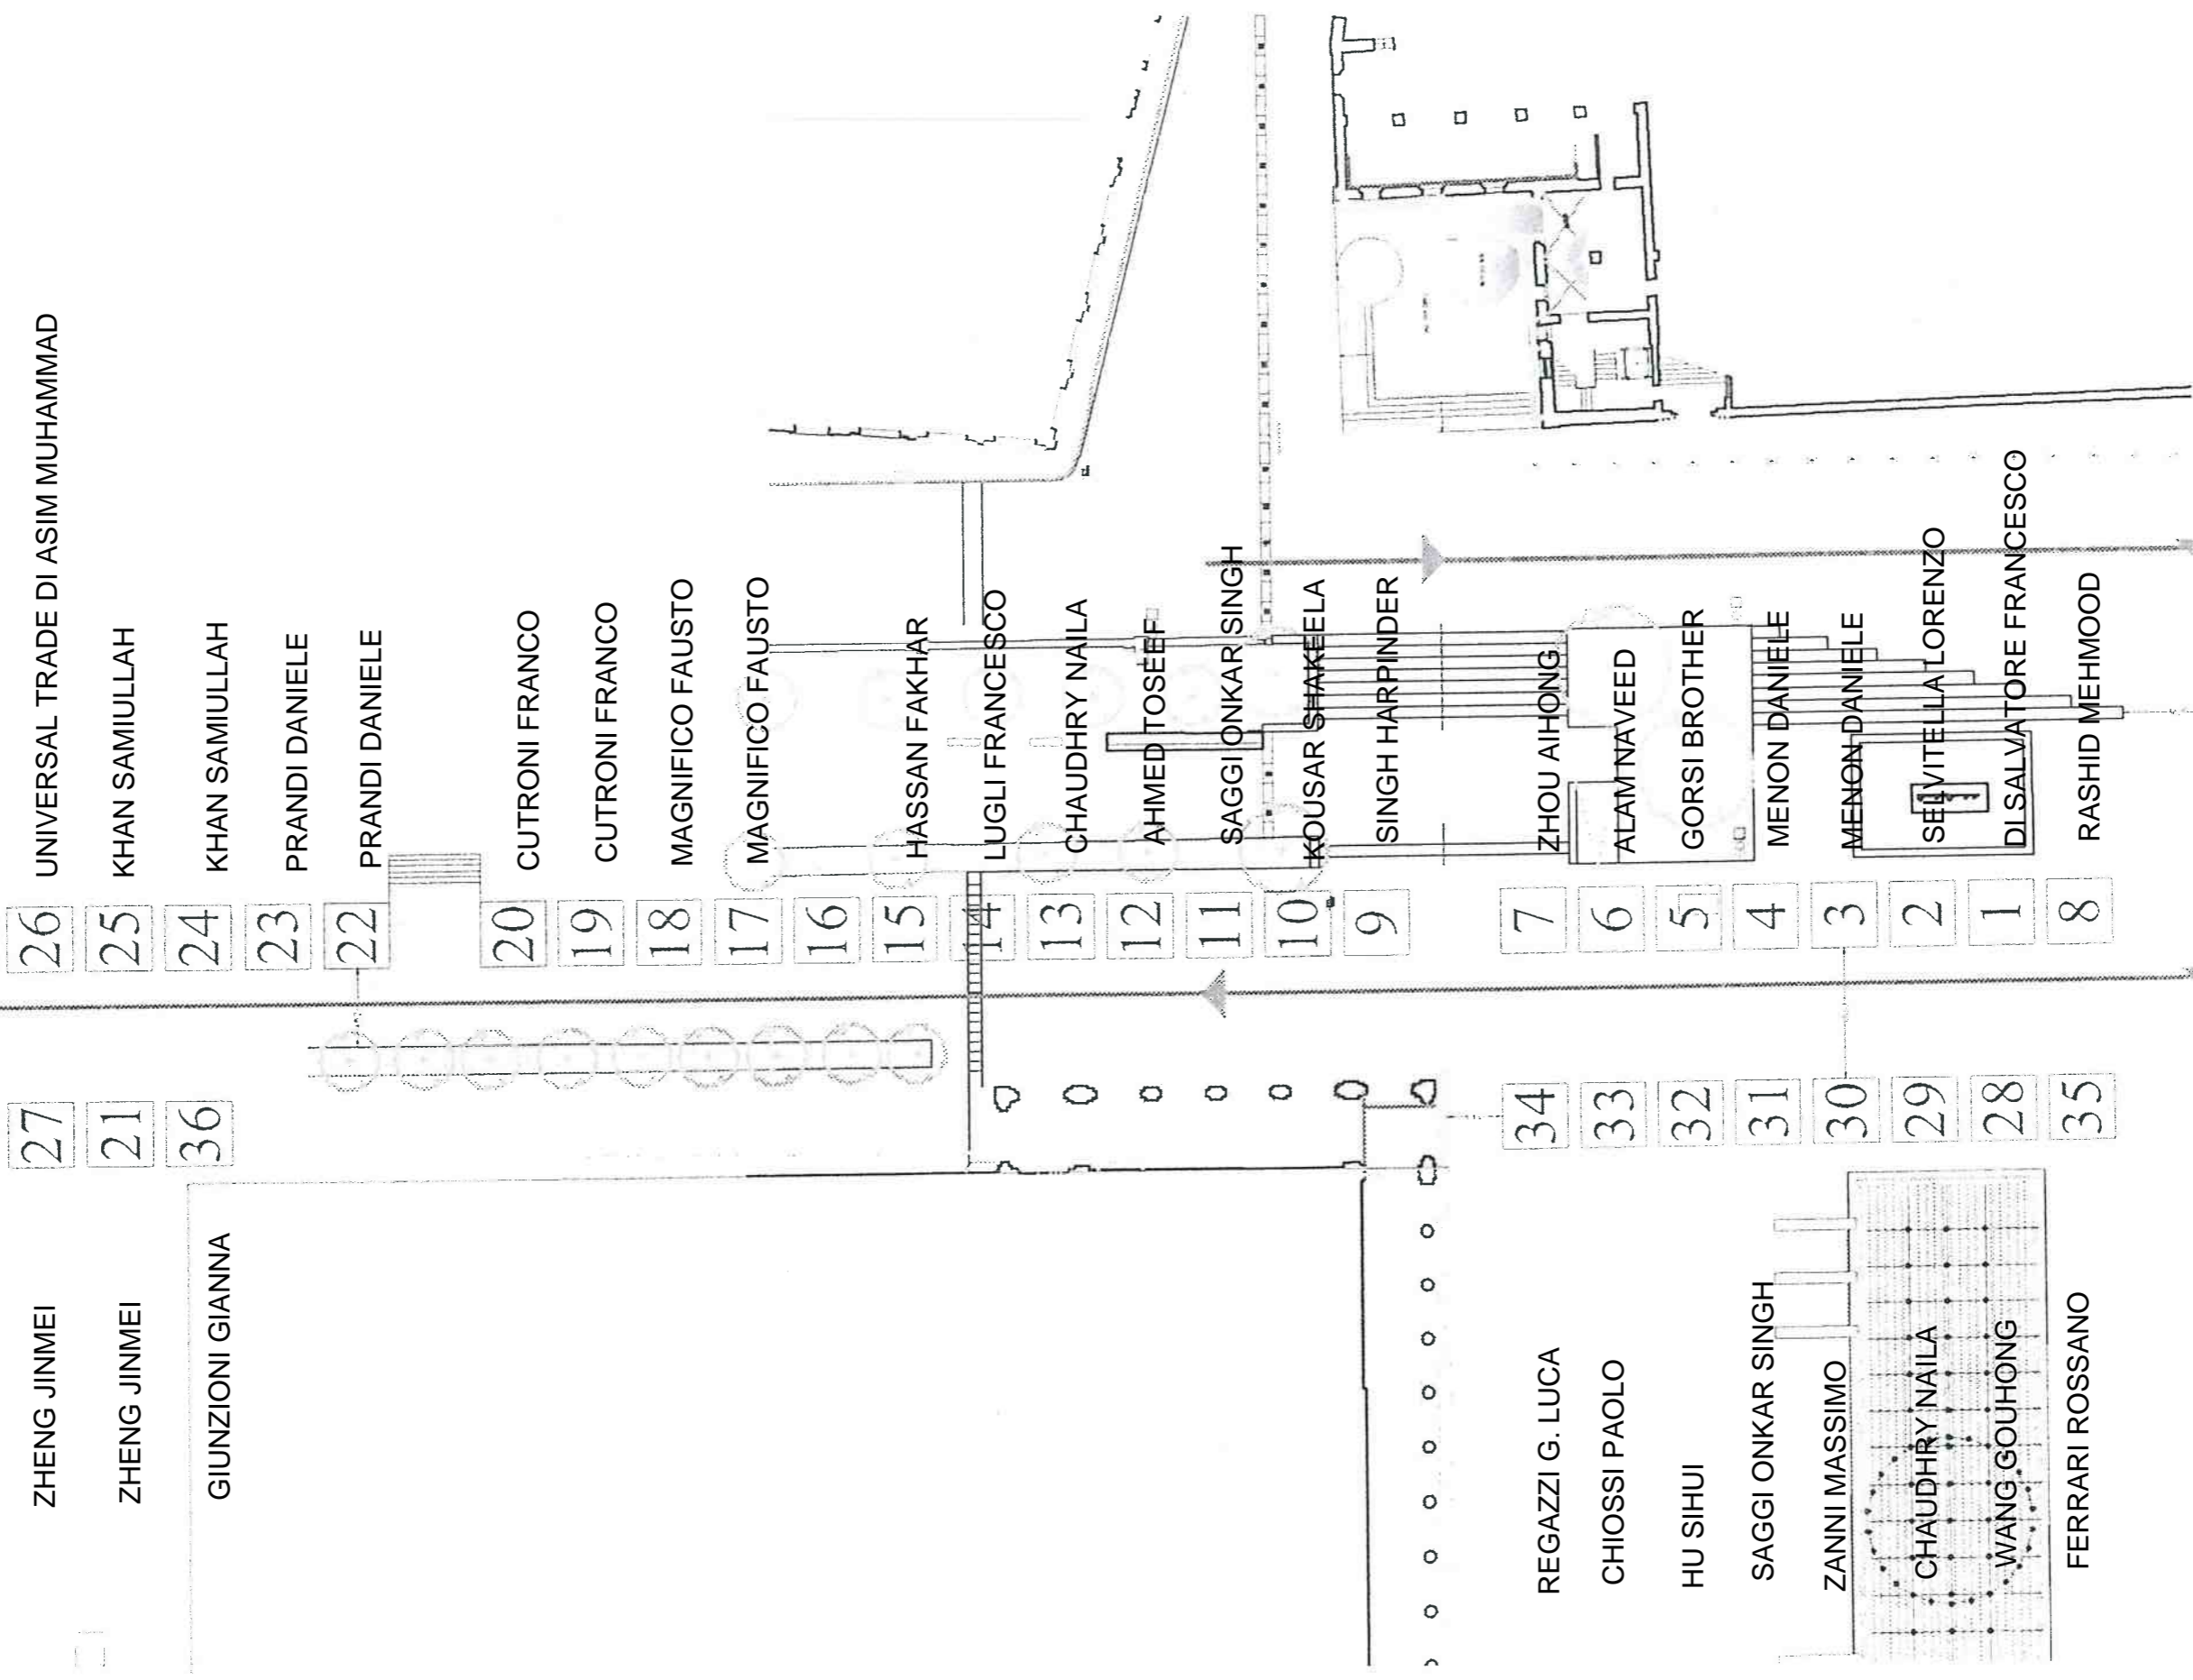 UNIVERSAL TRADE DI ASIM MUHAMMAD
KHAN SAMIULLAH
KHAN SAMIULLAH
PRANDI DANIELE
PRANDI DANIELE
CUTRONI FRANCO
CUTRONI FRANCO
MAGNIFICO FAUSTO
MAGNIFICO FAUSTO
HASSAN FAKHAR
LUGLI FRANCESCO
CHAUDHRY NAILA
AHMED TOSEEF
SAGGI ONKAR SINGH
KOUSAR SHAKEELA
SINGH HARPINDER
ZHOU AIHONG
ALAM NAVEED
GORSI BROTHER
MENON DANIELE
MENON DANIELE
SELVITELLA LORENZO
DI SALVATORE FRANCESCO
RASHID MEHMOOD
26
25
24
23
22
20
19
18
17
16
15
14
13
12
11
10
9
7
6
5
4
3
2
1
8
27
21
36
34
33
32
31
30
29
28
35
ZHENG JINMEI
ZHENG JINMEI
GIUNZIONI GIANNA
REGAZZI G. LUCA
CHIOSSI PAOLO
HU SIHUI
SAGGI ONKAR SINGH
ZANNI MASSIMO
CHAUDHRY NAILA
WANG GOUHONG
FERRARI ROSSANO